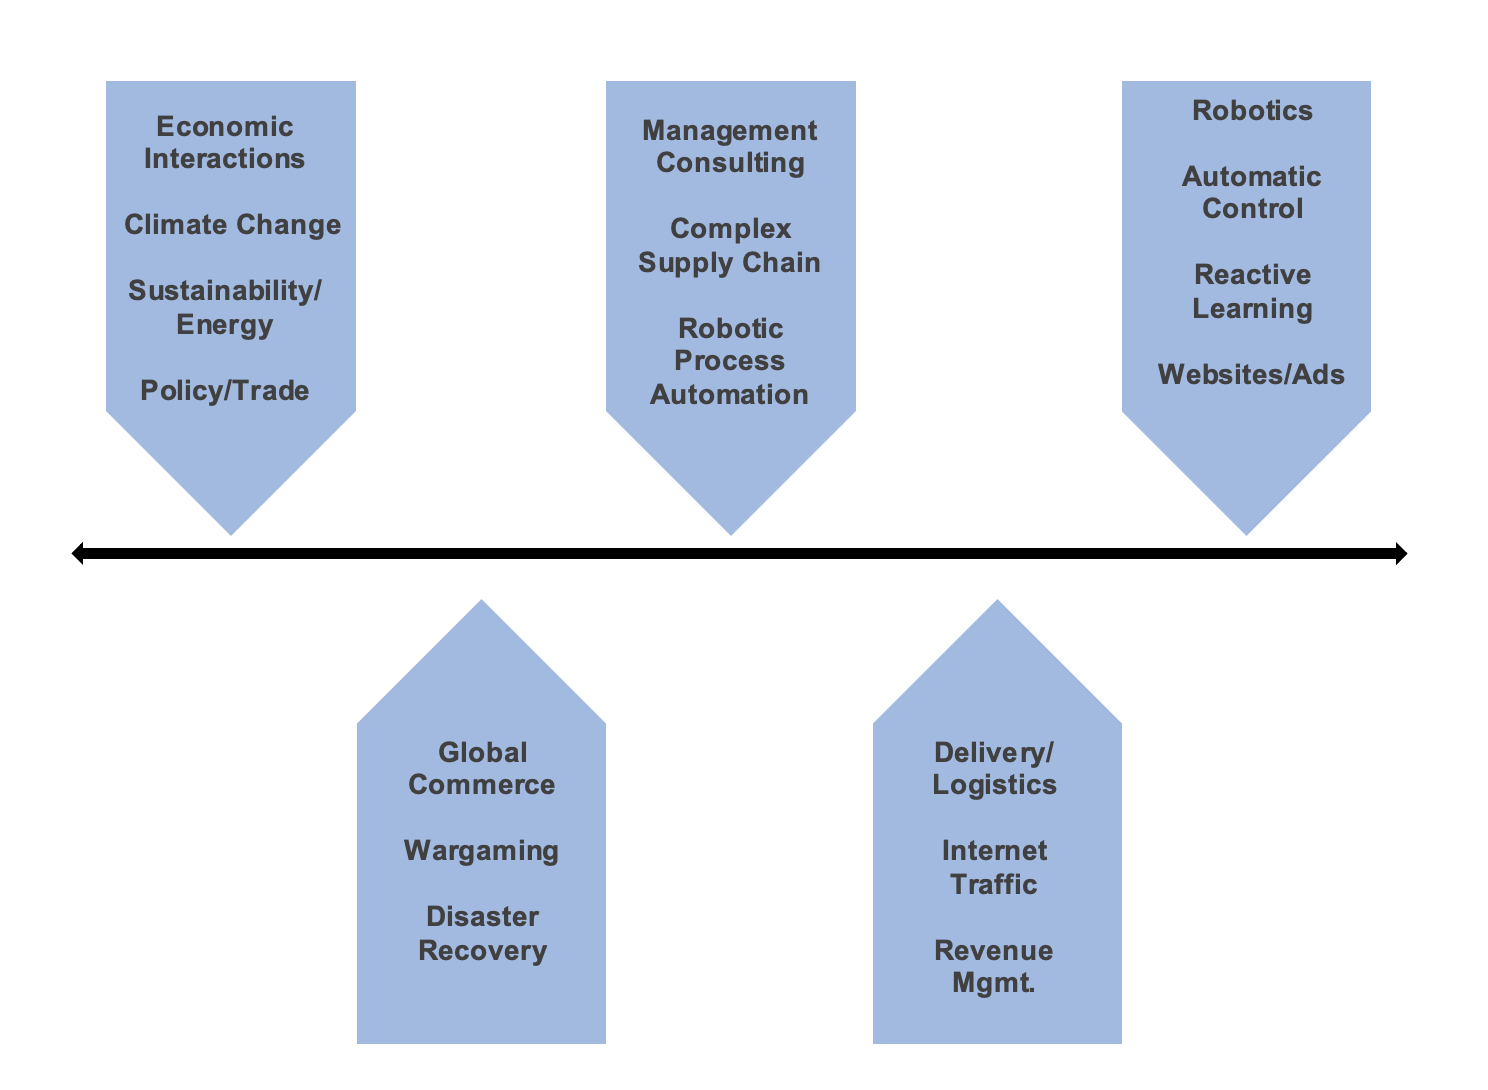 Economic
Interactions
Climate Change
Sustainability/
Energy
Policy/Trade
Management
Consulting
Complex
Supply Chain
Robotic
Process
Automation
Robotics
Automatic
Control
Reactive
Learning
Websites/Ads
Global
Commerce
Wargaming
Disaster
Recovery
Delivery/
Logistics
Internet
Traffic
Revenue
Mgmt.